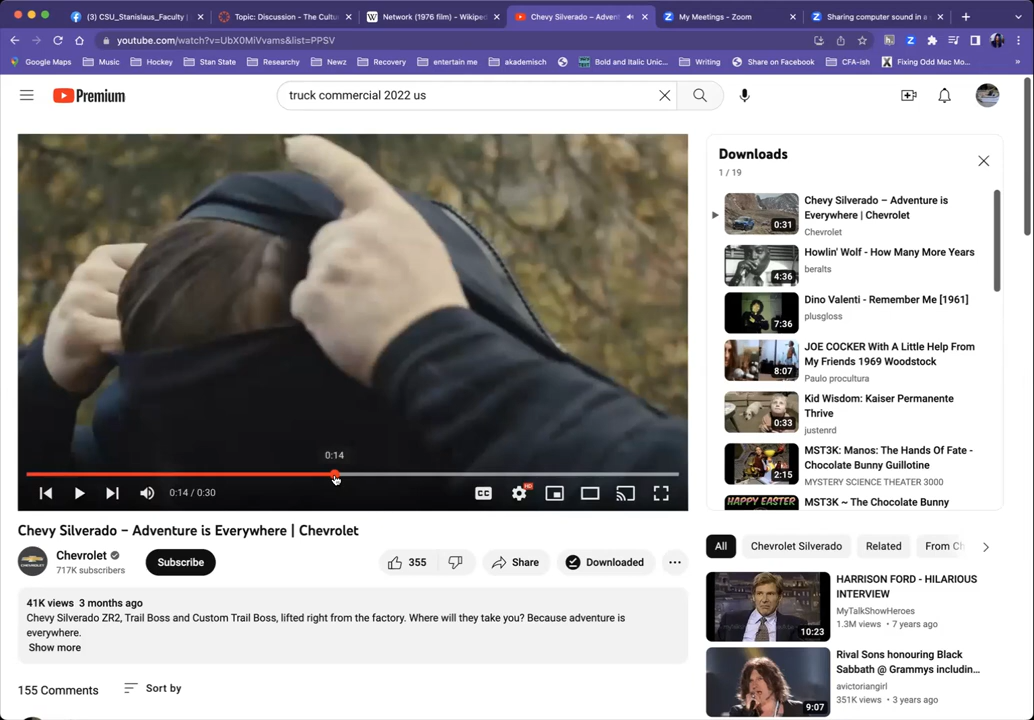 (3) CSU_Stanislaus_Faculty |
Topic: Discussion - The Cultu
Network (1976 film) - Wikipe
Chevy Silverado – Adventu
My Meetings - Zoom
Sharing computer sound in a
youtube.com/watch?v=UbX0MiVvams&list=PPSV
Google Maps
Music
Hockey
Stan State
Researchy
Newz
Recovery
entertain me
akademisch
Bold and Italic Unic...
Writing
Share on Facebook
CFA-ish
Fixing Odd Mac Mo...
»
Premium
truck commercial 2022 us
0:14
0:14 / 0:30
CC
HD
Chevy Silverado – Adventure is Everywhere | Chevrolet
CHEVROLET
Chevrolet
717K subscribers
Subscribe
355
Share
Downloaded
41K views 3 months ago
Chevy Silverado ZR2, Trail Boss and Custom Trail Boss, lifted right from the factory. Where will they take you? Because adventure is
everywhere.
Show more
155 Comments
Sort by
Downloads
1 / 19
Chevy Silverado – Adventure is
Everywhere | Chevrolet
Chevrolet
0:31
Howlin' Wolf - How Many More Years
beralts
4:36
Dino Valenti - Remember Me [1961]
plusgloss
7:36
JOE COCKER With A Little Help From
My Friends 1969 Woodstock
Paulo procultura
8:07
Kid Wisdom: Kaiser Permanente
Thrive
justenrd
0:33
MST3K: Manos: The Hands Of Fate -
Chocolate Bunny Guillotine
MYSTERY SCIENCE THEATER 3000
2:15
MST3K ~ The Chocolate Bunny
HAPPY EASTER
All
Chevrolet Silverado
Related
From Ch
HARRISON FORD - HILARIOUS
INTERVIEW
MyTalkShowHeroes
1.3M views • 7 years ago
10:23
Rival Sons honouring Black
Sabbath @ Grammys includin...
avictoriangirl
351K views • 3 years ago
9:07